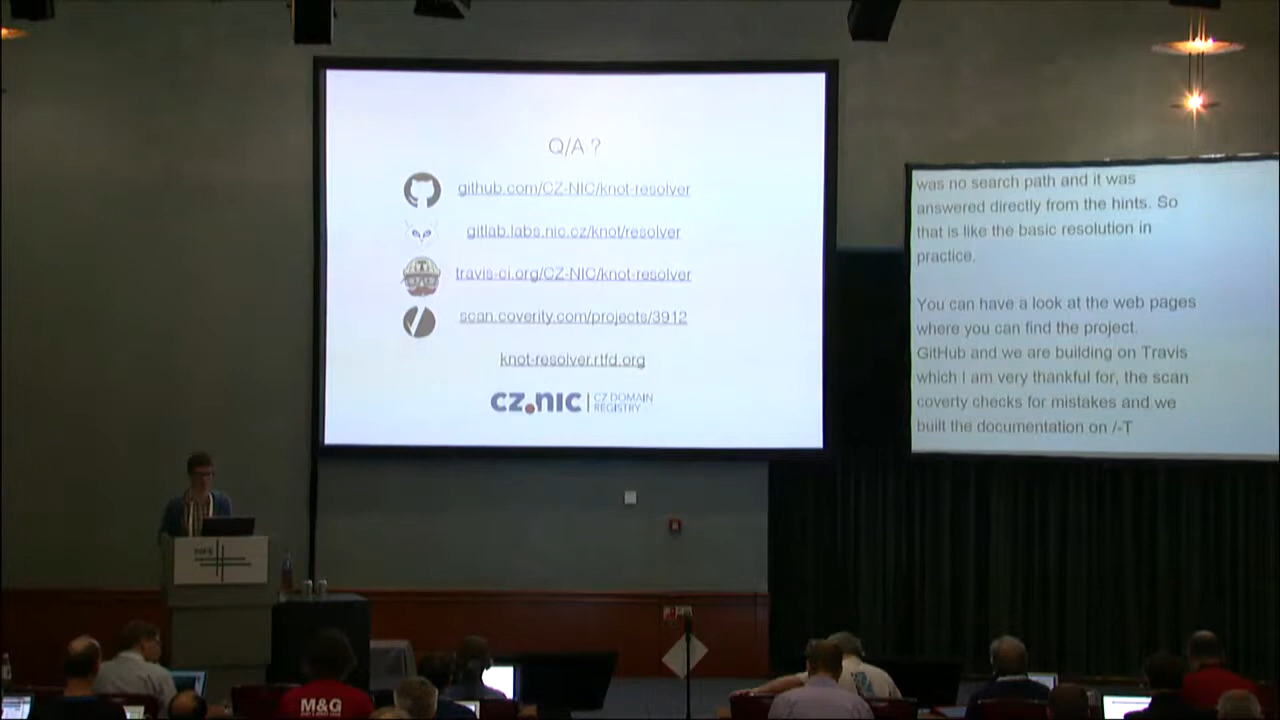 Q/A ?
github.com/CZ-NIC/knot-resolver
gitlab.labs.nic.cz/knot/resolver
travis-ci.org/CZ-NIC/knot-resolver
scan.coverity.com/projects/3912
knot-resolver.rtfd.org
CZ.NIC | CZ DOMAIN
REGISTRY
was no search path and it was
answered directly from the hints. So
that is like the basic resolution in
practice.
You can have a look at the web pages
where you can find the project.
GitHub and we are building on Travis
which I am very thankful for, the scan
coverty checks for mistakes and we
built the documentation on /-T
M&G